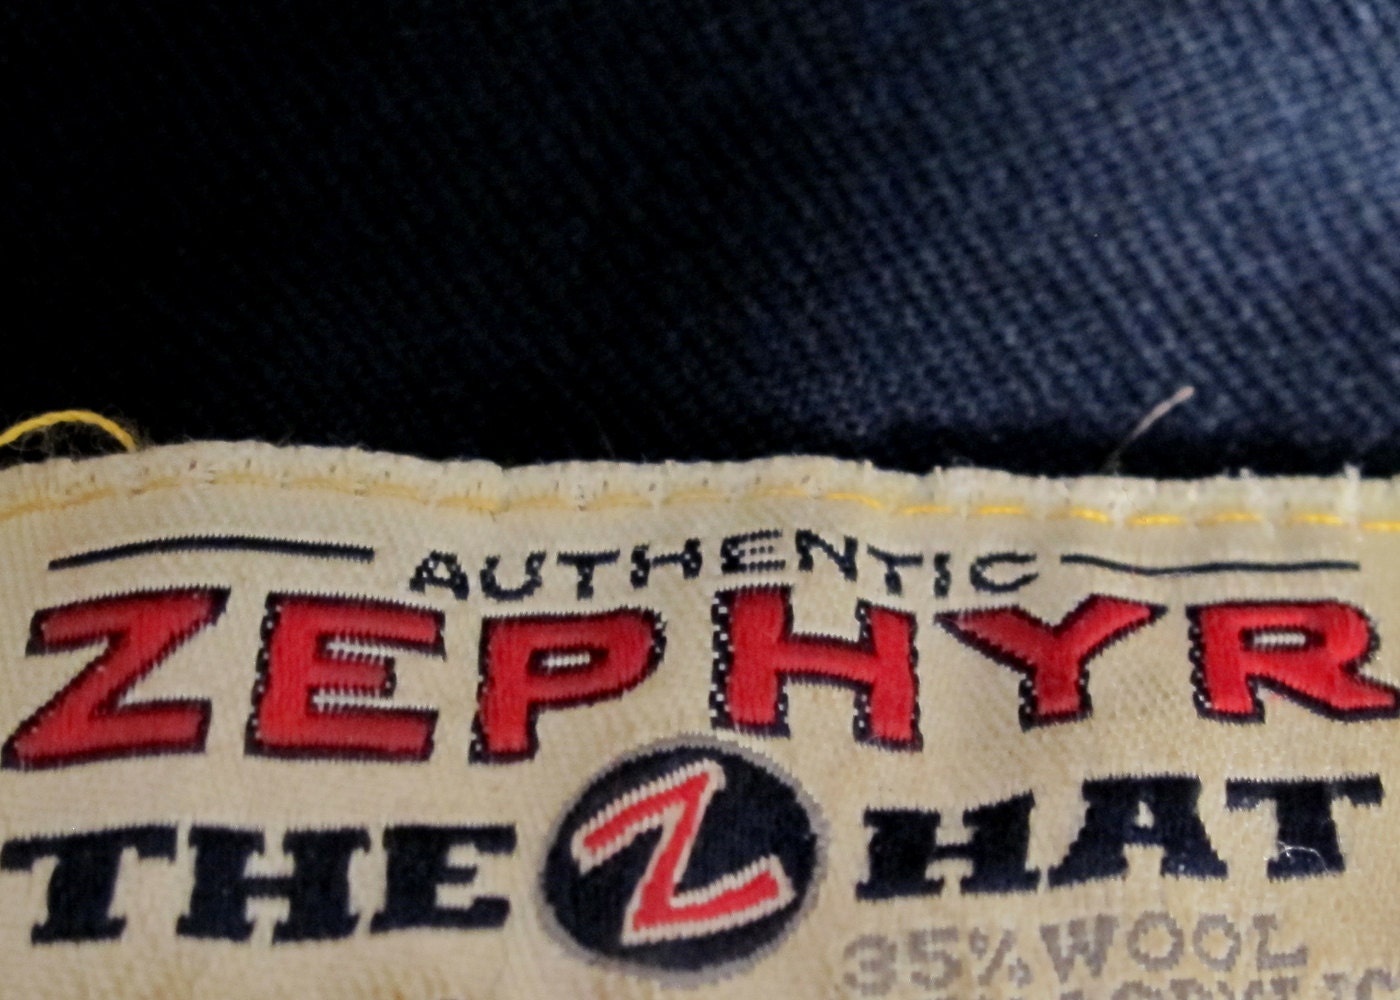 AUTHENTIC
ZEPHYR
THE Z HAT
35% WOOL